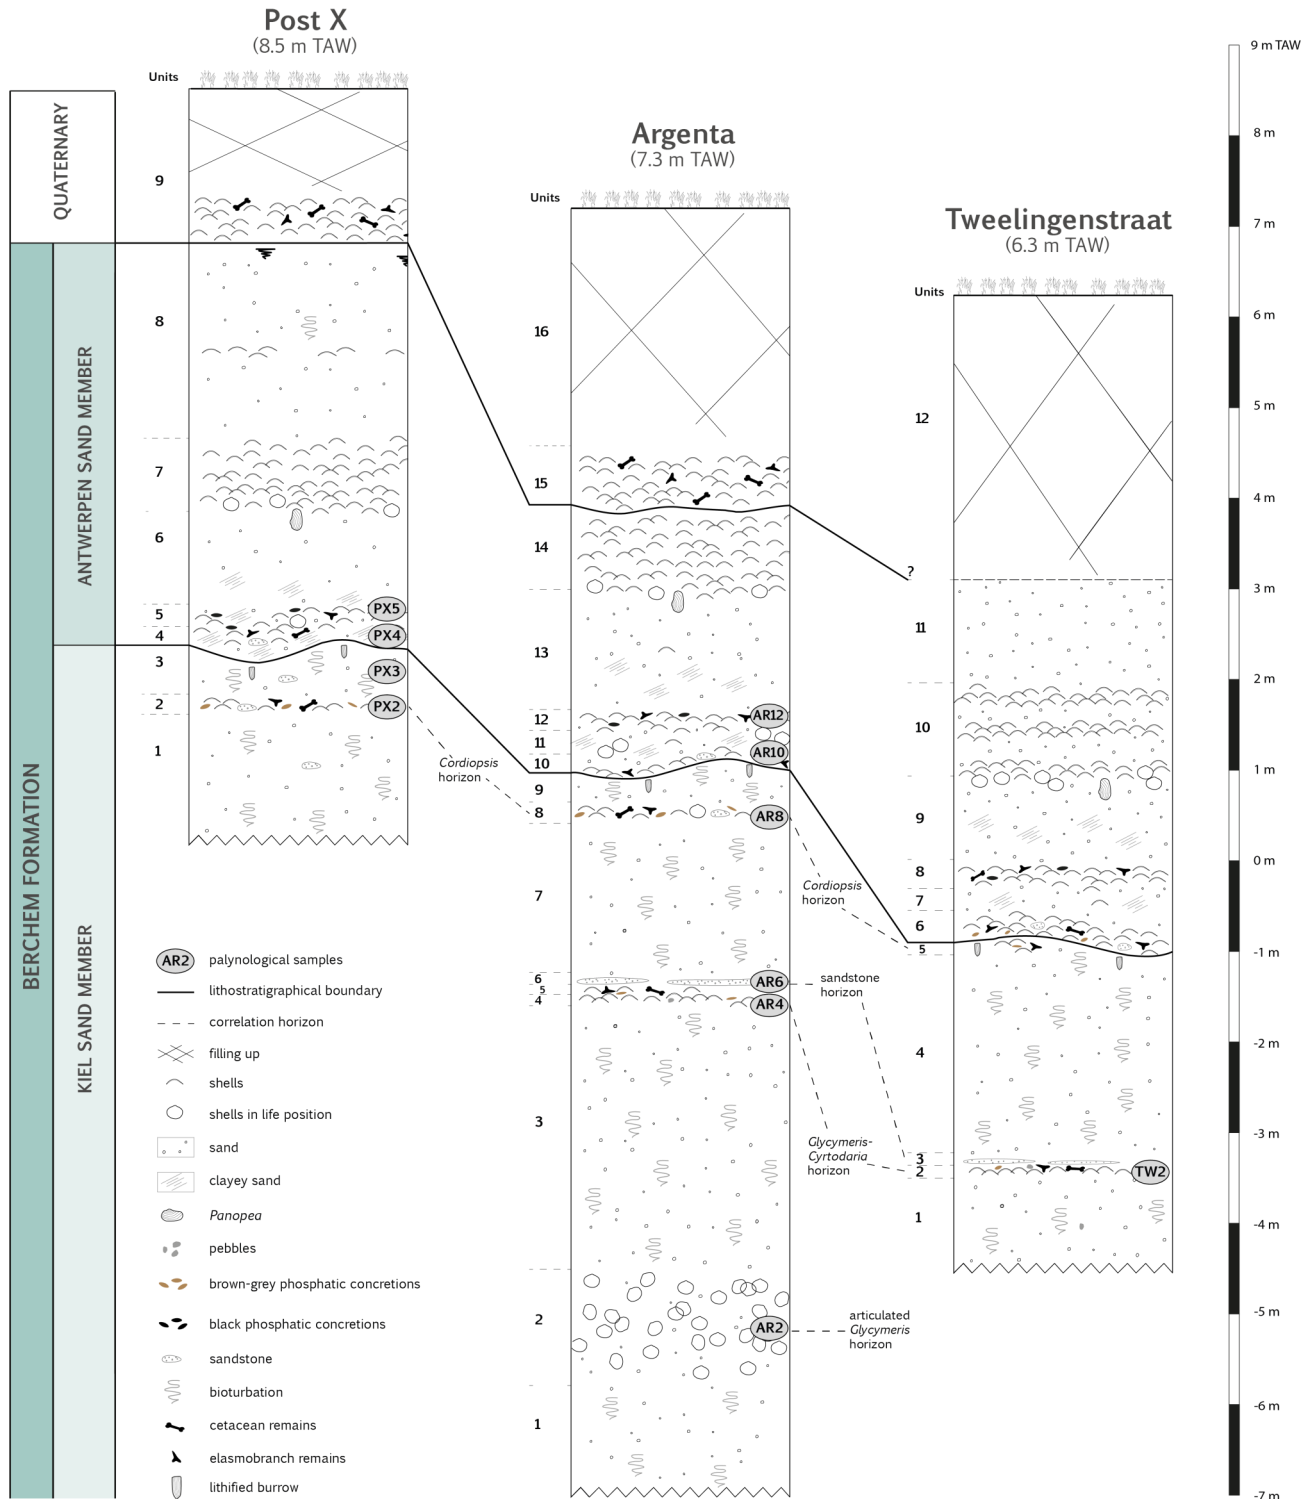 Post X
(8.5 m TAW)
Units
9
8
7
6
5
4
3
2
1
PX5
PX4
PX3
PX2
QUATERNARY
ANTWERPEN SAND MEMBER
BERCHEM FORMATION
KIEL SAND MEMBER
Cordiopsis
horizon
Argenta
(7.3 m TAW)
Units
16
15
14
13
12
11
10
9
8
7
6
5
4
3
2
1
AR12
AR10
AR8
AR6
AR4
AR2
Cordiopsis
horizon
sandstone
horizon
Glycymeris-
Cyrtodaria
horizon
articulated
Glycymeris
horizon
Tweelingenstraat
(6.3 m TAW)
Units
?
12
11
10
9
8
7
6
5
4
3
2
1
TW2
9 m TAW
8 m
7 m
6 m
5 m
4 m
3 m
2 m
1 m
0 m
-1 m
-2 m
-3 m
-4 m
-5 m
-6 m
-7 m
AR2 palynological samples
lithostratigraphical boundary
correlation horizon
filling up
shells
shells in life position
sand
clayey sand
Panopea
pebbles
brown-grey phosphatic concretions
black phosphatic concretions
sandstone
bioturbation
cetacean remains
elasmobranch remains
lithified burrow